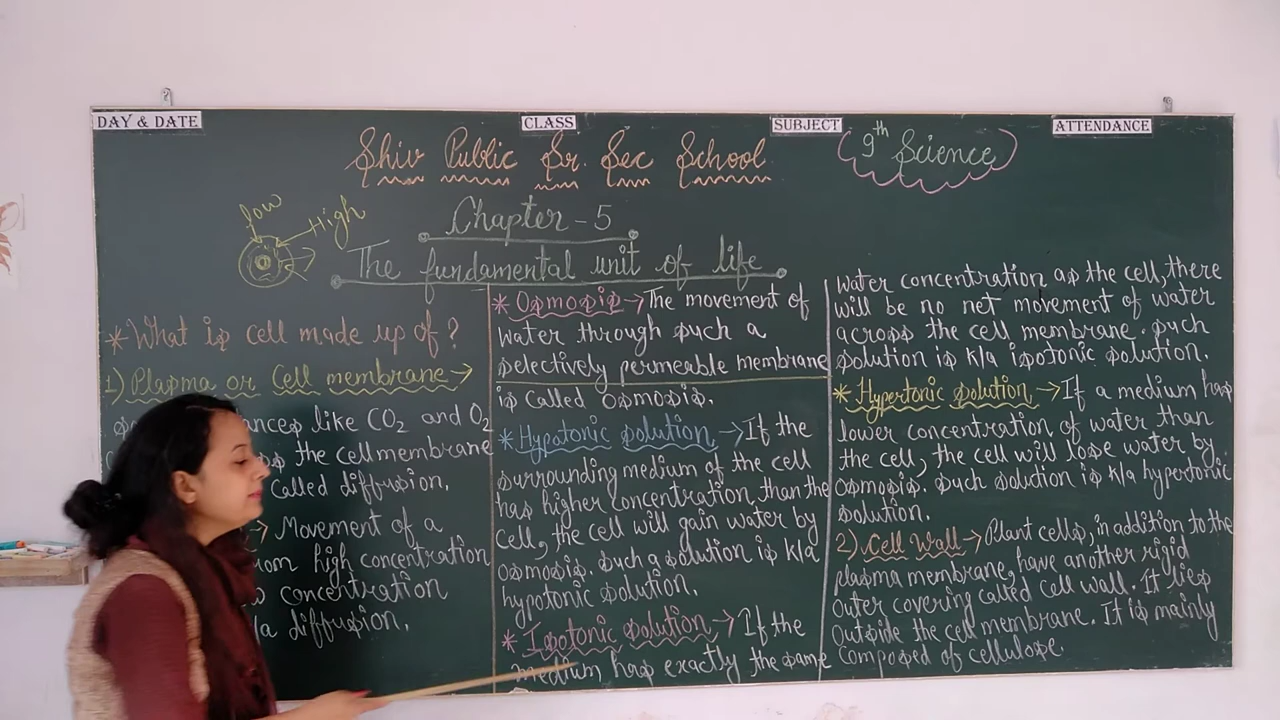 DAY & DATE
CLASS
SUBJECT
ATTENDANCE
Shiv Public Sr. Sec School
9th Science
low
High
Chapter - 5
The fundamental unit of life
* What is cell made up of ?
1) Plasma or Cell membrane →
like CO2 and O2
the cell membrane
Called diffusion.
→ Movement of a
high concentration
concentration
diffusion.
* Osmosis → The movement of
water through such a
selectively permeable membrane
is called Osmosis.
* Hypotonic solution → If the
surrounding medium of the cell
has higher concentration than the
cell, the cell will gain water by
Osmosis. such a solution is k/a
hypotonic solution.
* Isotonic solution → If the
medium has exactly the same
water concentration as the cell, there
will be no net movement of water
across the cell membrane. such
solution is k/a isotonic solution.
* Hypertonic solution → If a medium has
lower concentration of water than
the cell, the cell will lose water by
Osmosis. such solution is k/a hypertonic
solution.
2) Cell Wall → Plant cells, in addition to the
plasma membrane, have another rigid
Outer covering called cell wall. It lies
Outside the cell membrane. It is mainly
Composed of cellulose.